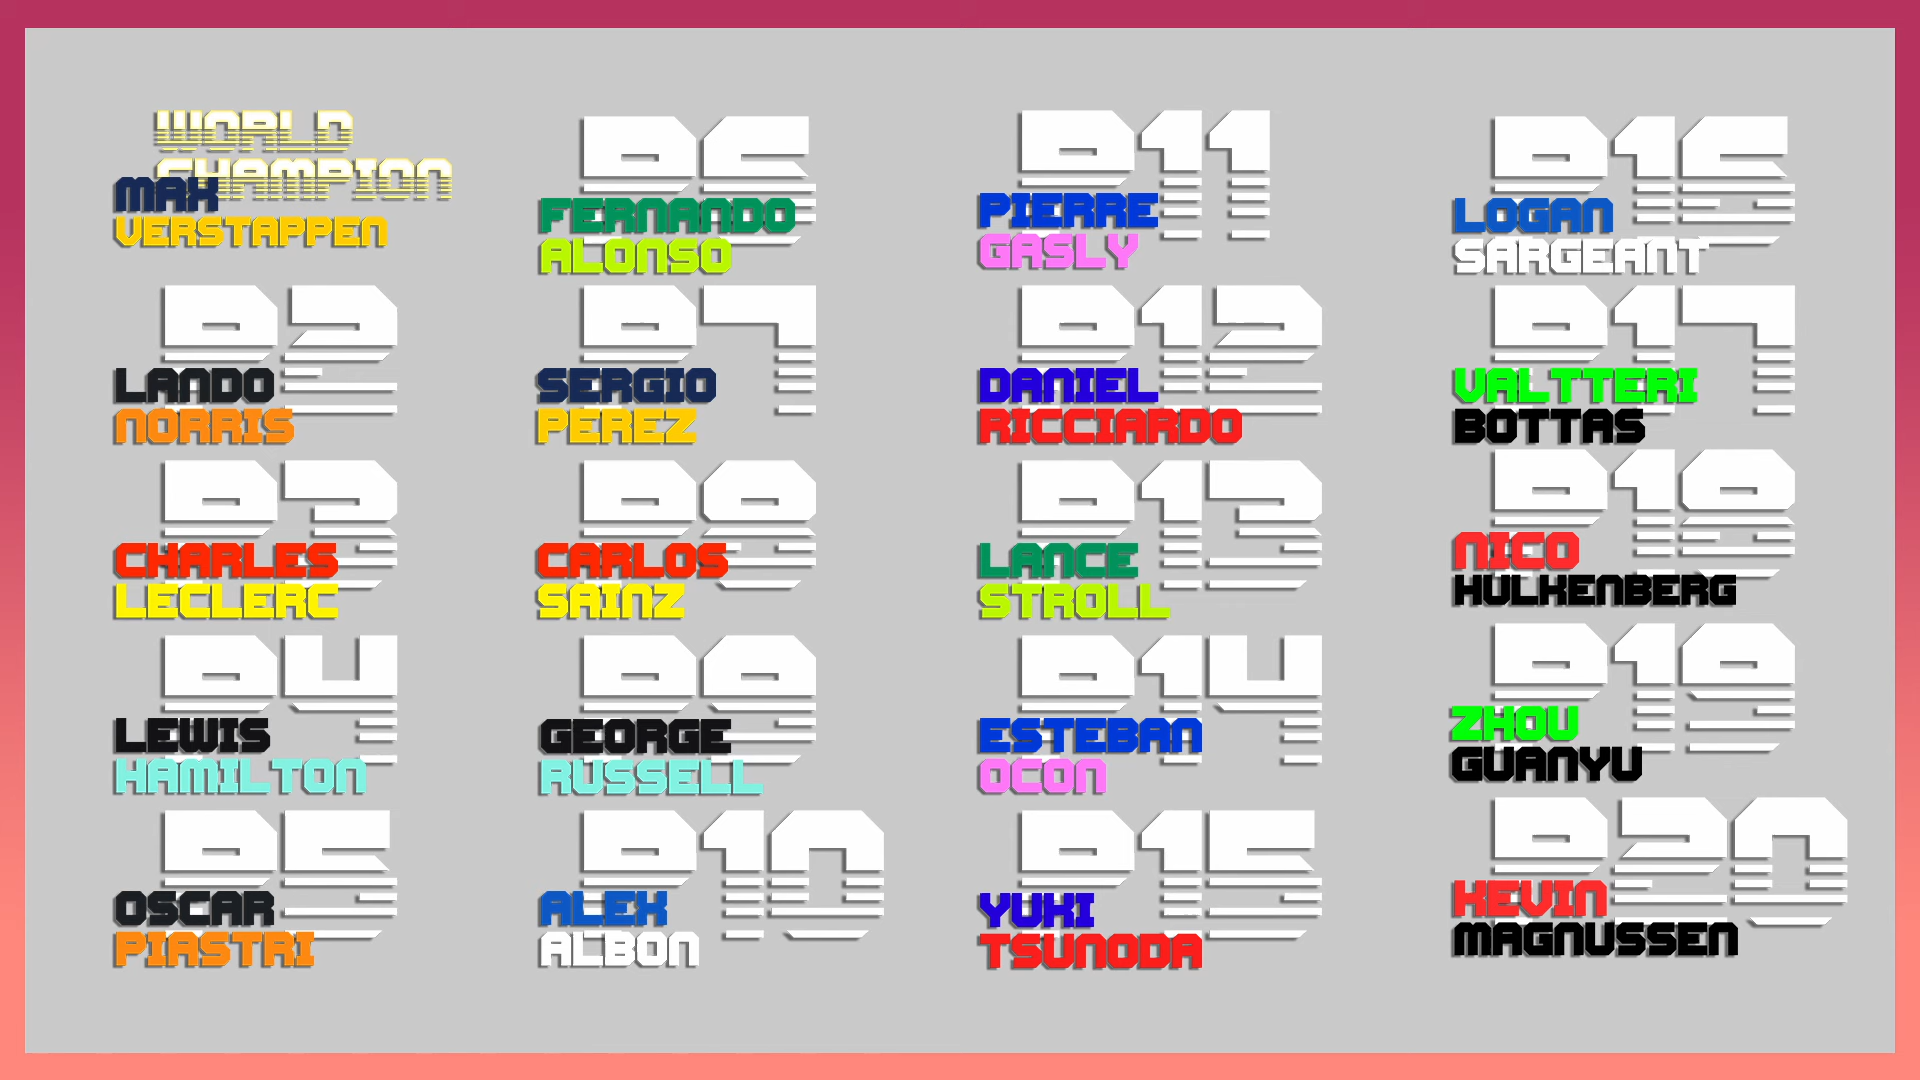 WORLD
CHAMPION
MAX
VERSTAPPEN
P2
LANDO
NORRIS
P3
CHARLES
LECLERC
P4
LEWIS
HAMILTON
P5
OSCAR
PIASTRI
P6
FERNANDO
ALONSO
P7
SERGIO
PEREZ
P8
CARLOS
SAINZ
P9
GEORGE
RUSSELL
P10
ALEX
ALBON
P11
PIERRE
GASLY
P12
DANIEL
RICCIARDO
P13
LANCE
STROLL
P14
ESTEBAN
OCON
P15
YUKI
TSUNODA
P16
LOGAN
SARGEANT
P17
VALTTERI
BOTTAS
P18
NICO
HULKENBERG
P19
ZHOU
GUANYU
P20
KEVIN
MAGNUSSEN